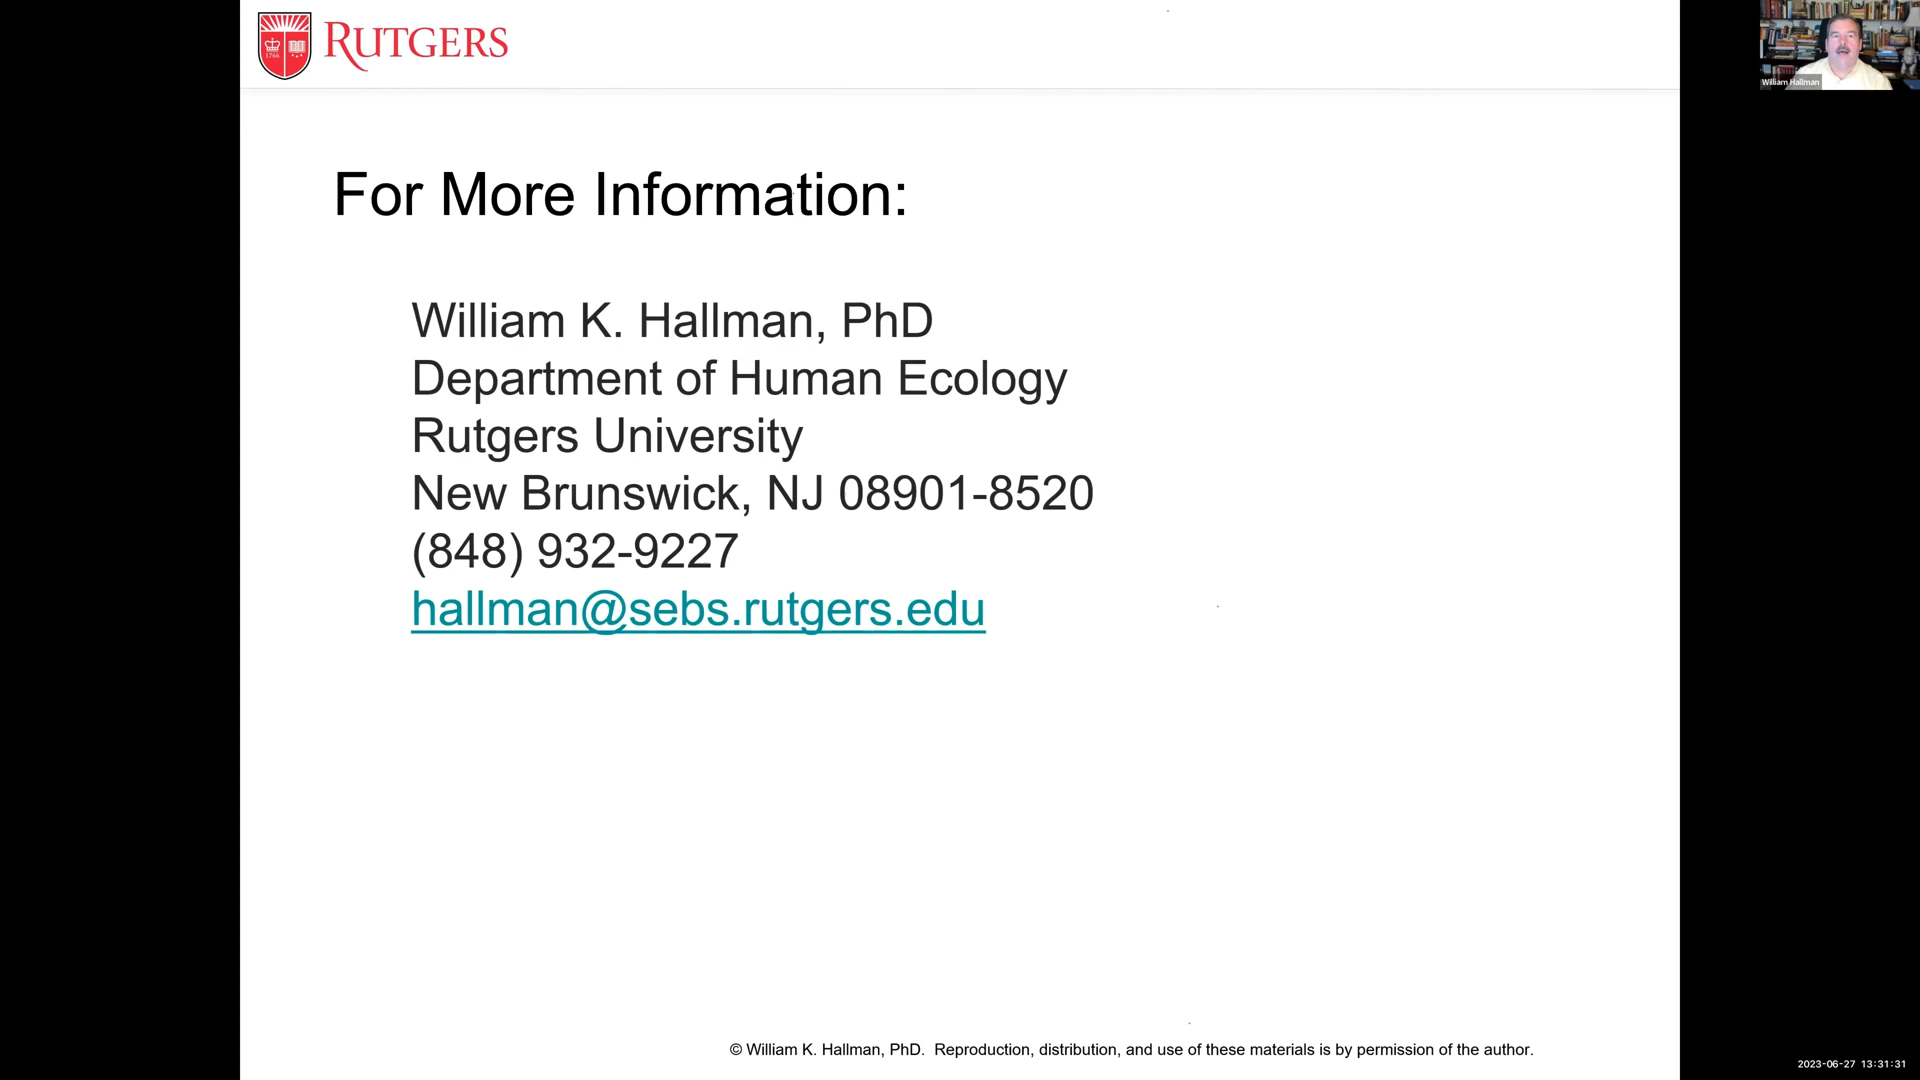 1766
RUTGERS
William Hallman
For More Information:
William K. Hallman, PhD
Department of Human Ecology
Rutgers University
New Brunswick, NJ 08901-8520
(848) 932-9227
hallman@sebs.rutgers.edu
© William K. Hallman, PhD. Reproduction, distribution, and use of these materials is by permission of the author.
2023-06-27 13:31:31